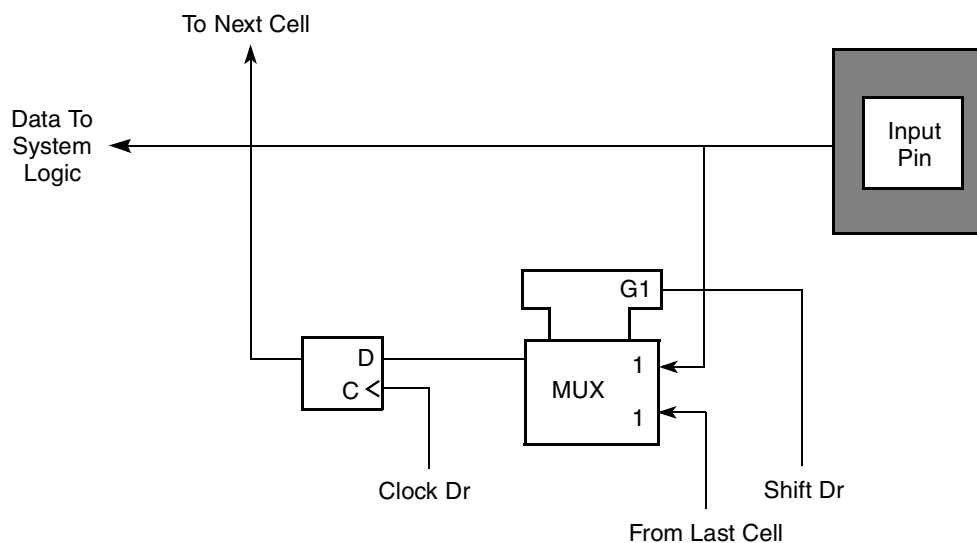 To Next Cell
Data To
System
Logic
Input
Pin
G1
D
C
MUX
1
1
Clock Dr
Shift Dr
From Last Cell